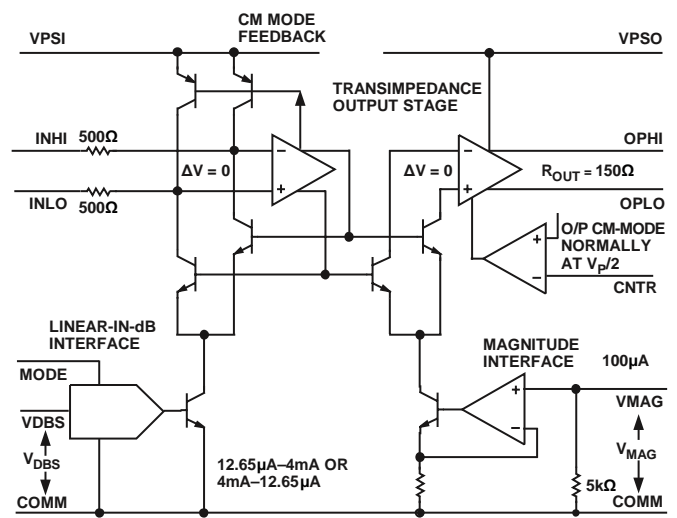 CM MODE
FEEDBACK
VPSI
VPSO
TRANSIMPEDANCE
OUTPUT STAGE
INHI 500Ω
OPHI
ΔV = 0
ΔV = 0
R_OUT = 150Ω
INLO
500Ω
OPLO
O/P CM-MODE
NORMALLY
AT V_P/2
CNTR
LINEAR-IN-dB
INTERFACE
MAGNITUDE
INTERFACE
100µA
MODE
VMAG
VDBS
V_DBS
V_MAG
12.65µA–4mA OR
4mA–12.65µA
5kΩ
COMM
COMM